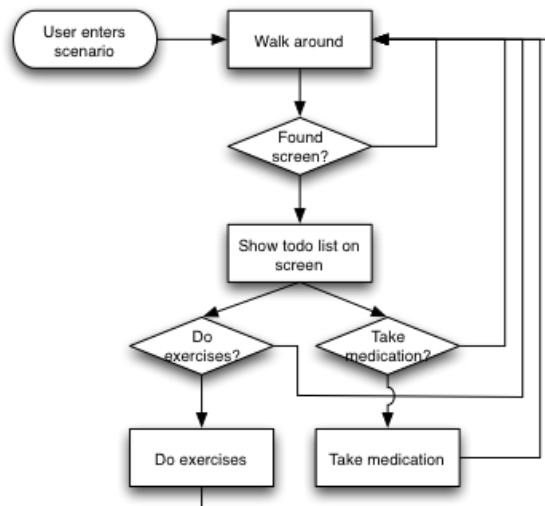 User enters
scenario
Walk around
Found
screen?
Show todo list on
screen
Do
exercises?
Take
medication?
Do exercises
Take medication